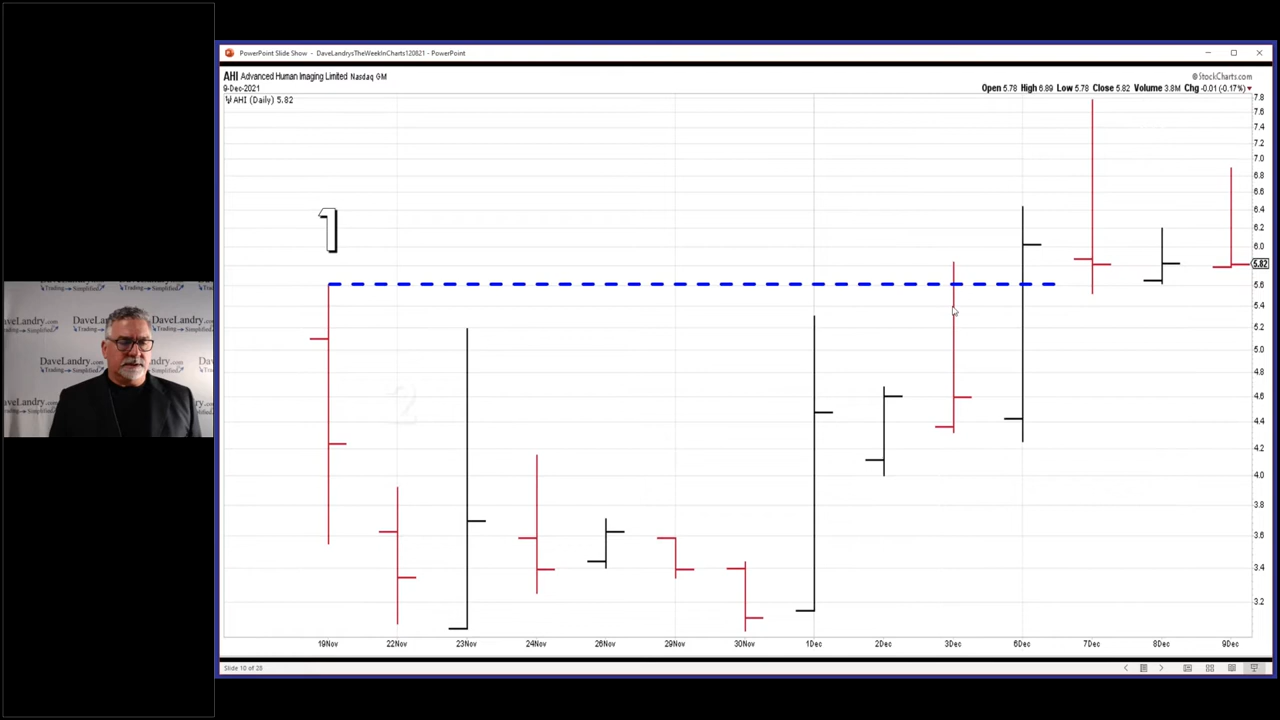 PowerPoint Slide Show - DaveLandrysTheWeekInCharts120821 - PowerPoint
AHI Advanced Human Imaging Limited Nasdaq GM
© StockCharts.com
9-Dec-2021
Open 5.78 High 6.89 Low 5.78 Close 5.82 Volume 3.8M Chg -0.01 (-0.17%)
AHI (Daily) 5.82
7.8
7.6
7.4
7.2
7.0
6.8
6.6
6.4
6.2
6.0
5.82
5.6
5.4
5.2
5.0
4.8
4.6
4.4
4.2
4.0
3.8
3.6
3.4
3.2
1
2
19Nov 22Nov 23Nov 24Nov 26Nov 29Nov 30Nov 1Dec 2Dec 3Dec 6Dec 7Dec 8Dec 9Dec
Slide 10 of 26
DaveLandry.com
Trading Simplified